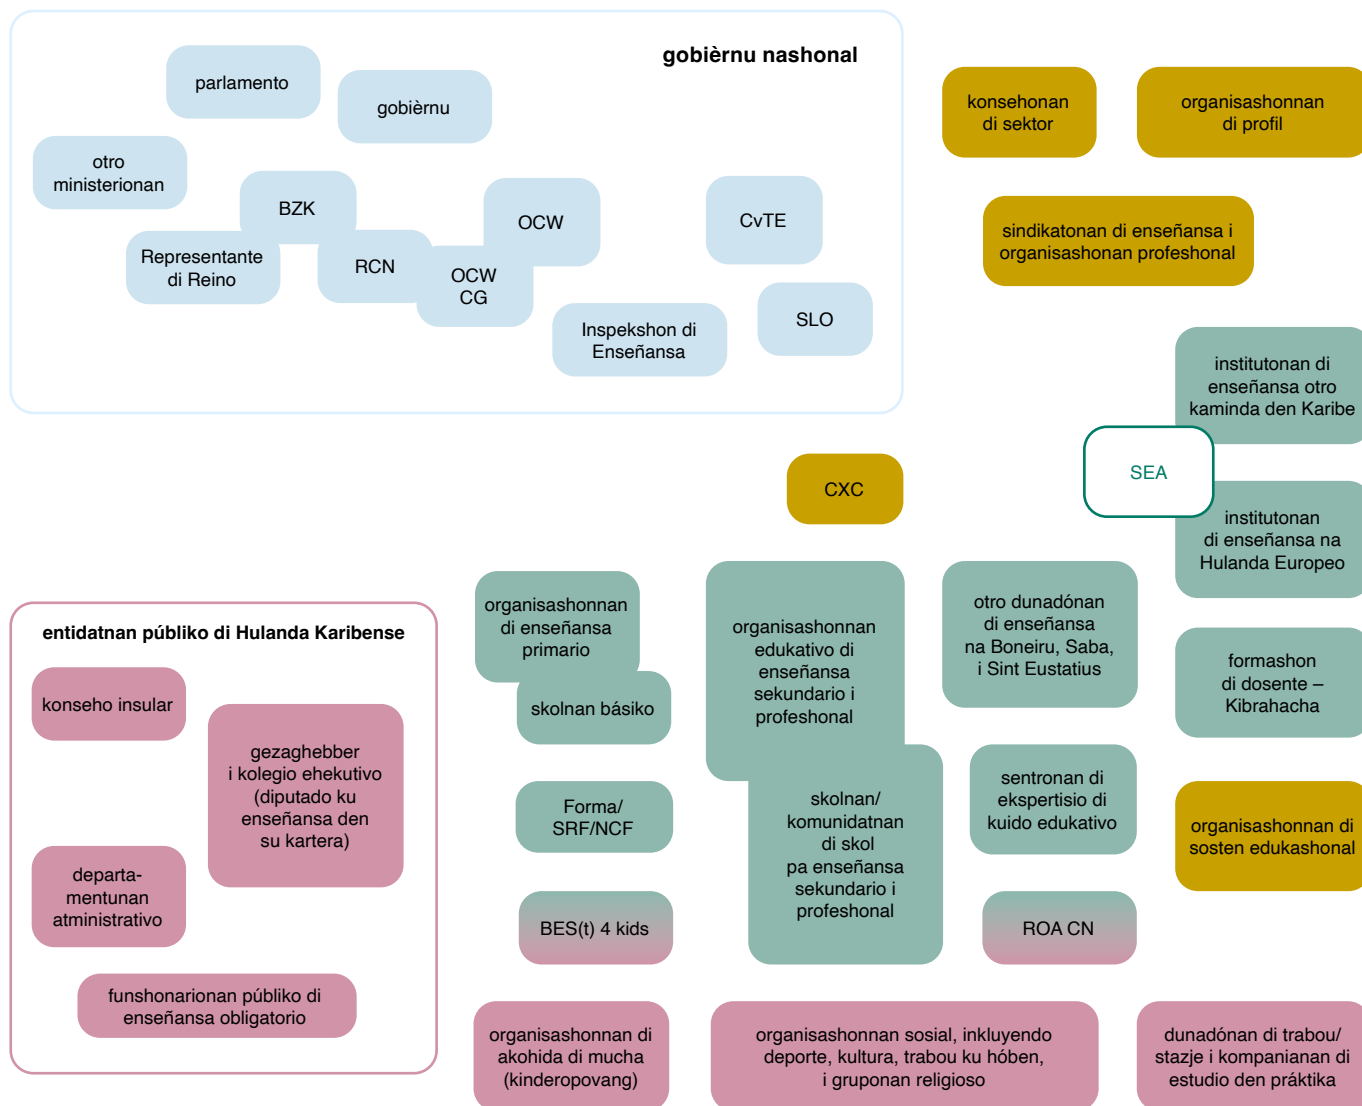 gobièrnu nashonal
parlamento
gobièrnu
otro
ministerionan
BZK
Representante
di Reino
RCN
OCW
OCW
CG
CvTE
Inspekshon di
Enseñansa
SLO
konsehonan
di sektor
organisashonnan
di profil
sindikatonan di enseñansa i
organisashonan profeshonal
institutonan di
enseñansa otro
kaminda den Karibe
SEA
institutonan
di enseñansa na
Hulanda Europeo
CXC
entidatnan públiko di Hulanda Karibense
konseho insular
gezaghebber
i kolegio ehekutivo
(diputado ku
enseñansa den
su kartera)
departa-
mentunan
atministrativo
funshonarionan públiko di
enseñansa obligatorio
organisashonnan
di enseñansa
primario
skolnan básiko
Forma/
SRF/NCF
BES(t) 4 kids
organisashonnan
edukativo di
enseñansa
sekundario i
profeshonal
skolnan/
komunidatnan
di skol
pa enseñansa
sekundario i
profeshonal
otro dunadónan
di enseñansa
na Boneiru, Saba,
i Sint Eustatius
sentronan di
ekspertisio di
kuido edukativo
ROA CN
formashon
di dosente –
Kibrahacha
organisashonnan di
sosten edukashonal
organisashonnan di
akohida di mucha
(kinderopovang)
organisashonnan sosial, inkluyendo
deporte, kultura, trabou ku hóben,
i gruponan religioso
dunadónan di trabou/
stazje i kompanianan di
estudio den práktika